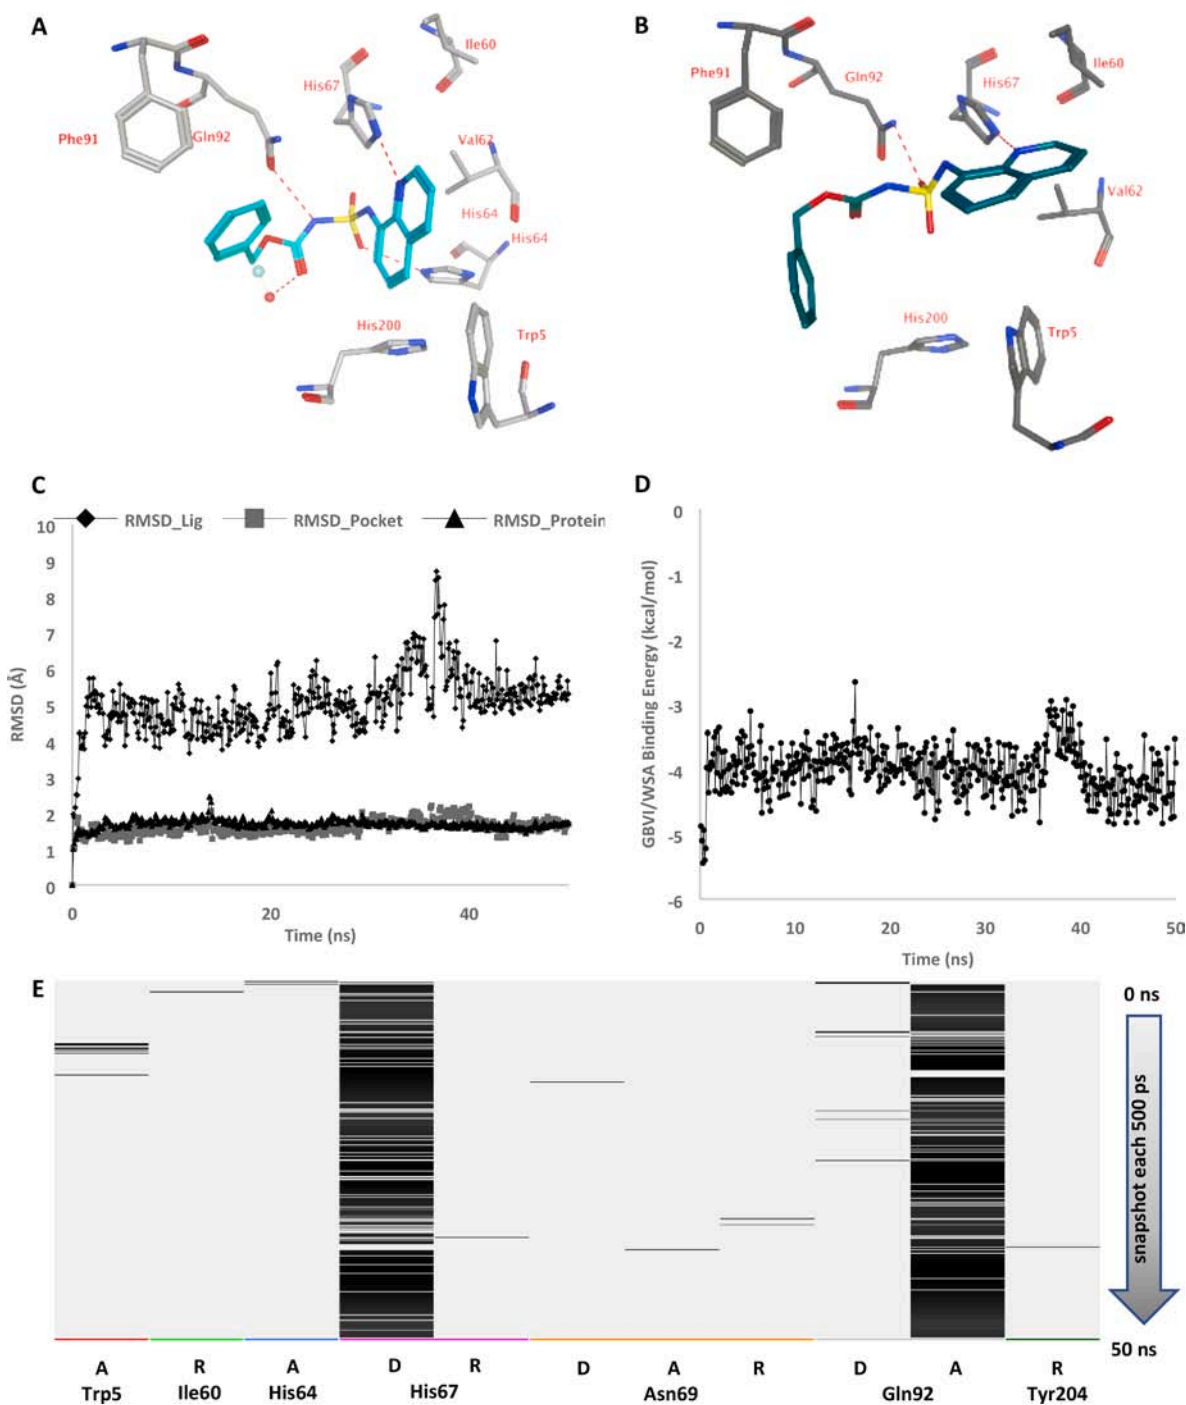 A
Ile60
His67
Phe91
Gln92
Val62
His64
His64
His200
Trp5
B
Ile60
His67
Gln92
Phe91
Val62
His200
Trp5
C
RMSD_Lig
RMSD_Pocket
RMSD_Protein
10
9
8
7
6
5
4
3
2
1
0
RMSD (Å)
0
20
40
Time (ns)
D
0
-1
-2
-3
-4
-5
-6
GBVI/WSA Binding Energy (kcal/mol)
0
10
20
30
40
50
Time (ns)
E
0 ns
snapshot each 500 ps
50 ns
A R A D R D A R D A R
Trp5 Ile60 His64 His67 Asn69 Gln92 Tyr204